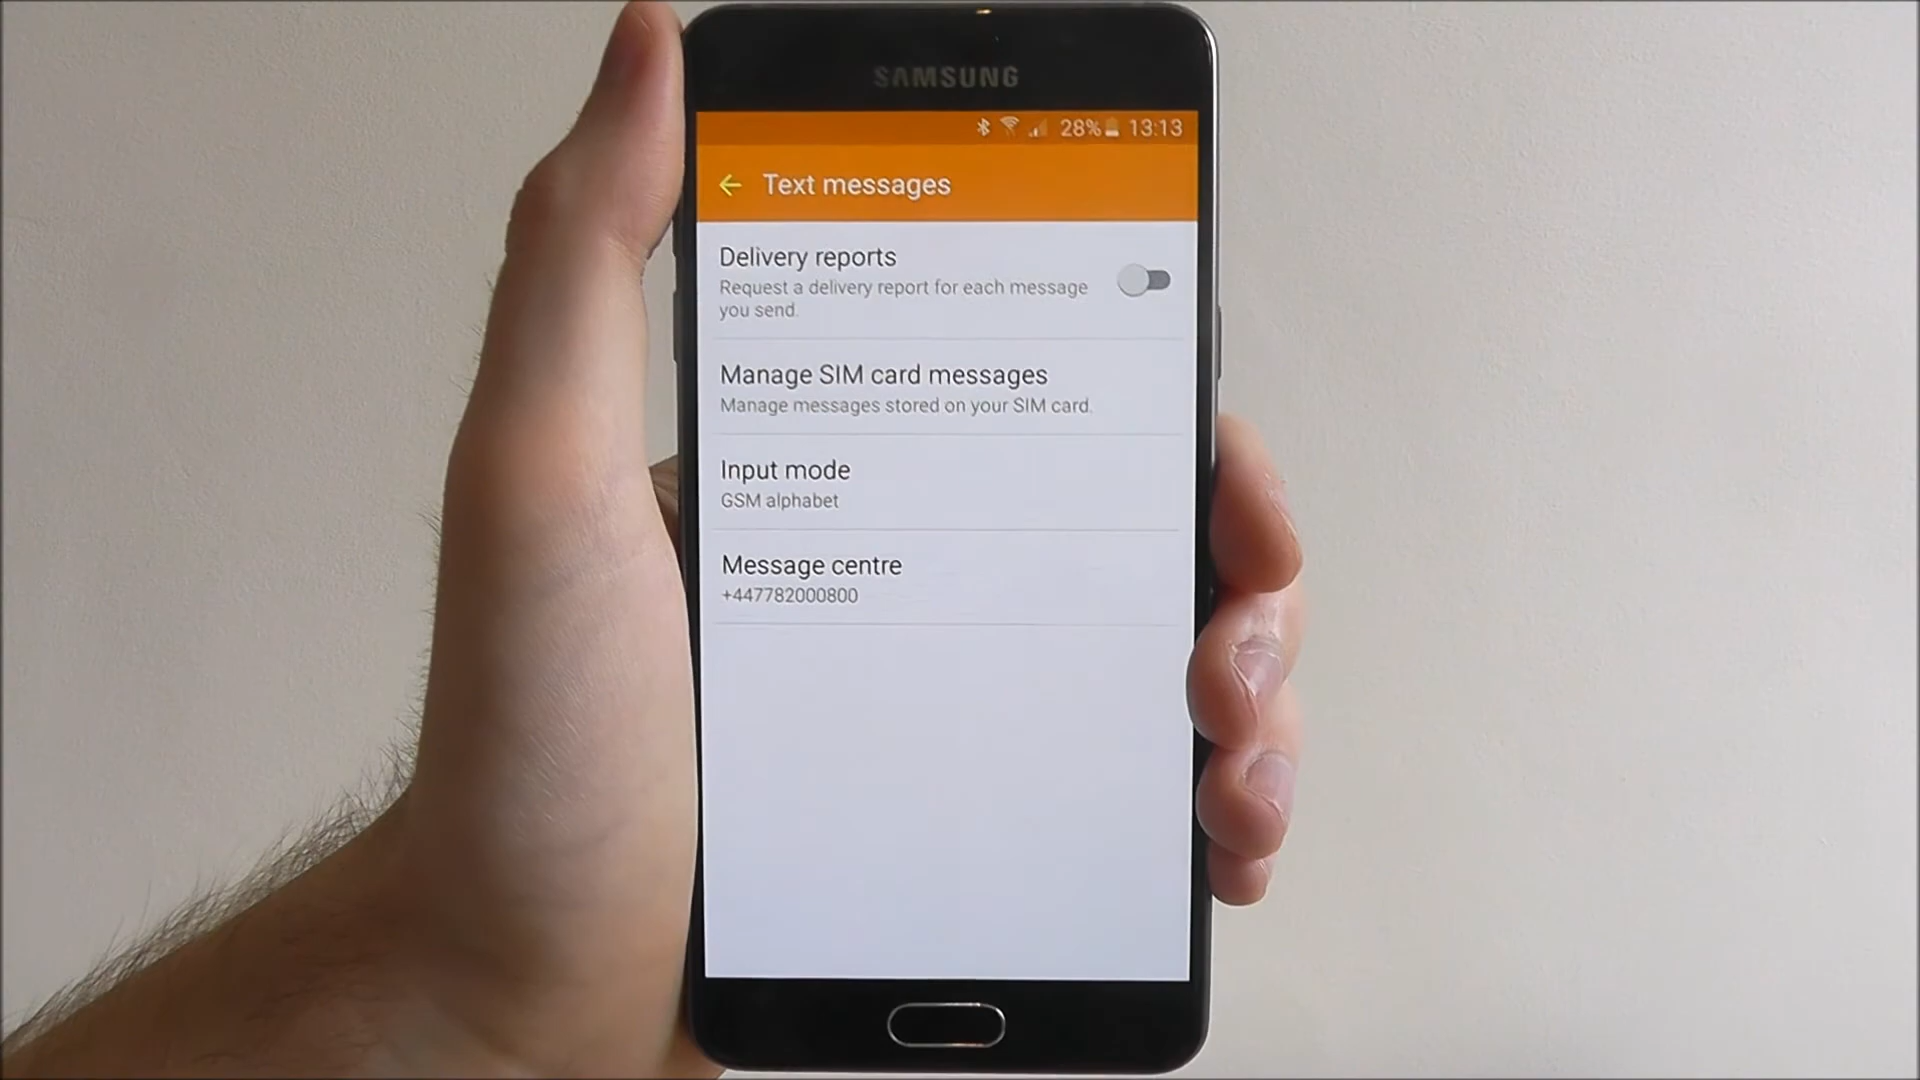 SAMSUNG
28% 13:13
Text messages
Delivery reports
Request a delivery report for each message
you send.
Manage SIM card messages
Manage messages stored on your SIM card.
Input mode
GSM alphabet
Message centre
+447782000800